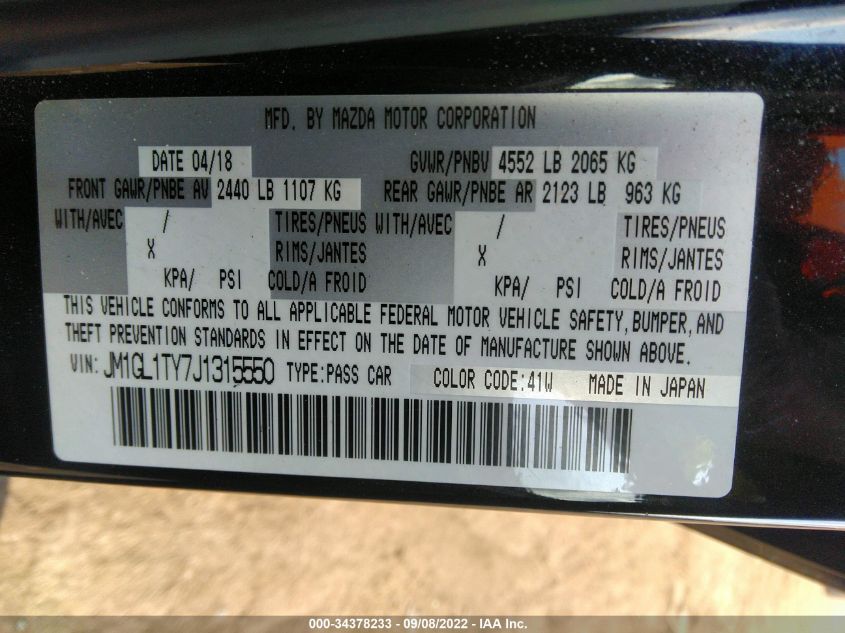 MFD. BY MAZDA MOTOR CORPORATION
DATE 04/18 GVWR/PNBV 4552 LB 2065 KG
FRONT GAWR/PNBE AV 2440 LB 1107 KG REAR GAWR/PNBE AR 2123 LB 963 KG
WITH/AVEC / TIRES/PNEUS WITH/AVEC / TIRES/PNEUS
X RIMS/JANTES X RIMS/JANTES
KPA/ PSI COLD/A FROID KPA/ PSI COLD/A FROID
THIS VEHICLE CONFORMS TO ALL APPLICABLE FEDERAL MOTOR VEHICLE SAFETY, BUMPER, AND
THEFT PREVENTION STANDARDS IN EFFECT ON THE DATE OF MANUFACTURE SHOWN ABOVE.
VIN: JM1GL1TY7J1315550 TYPE:PASS CAR COLOR CODE:41W MADE IN JAPAN
000-34378233 - 09/08/2022 - IAA Inc.